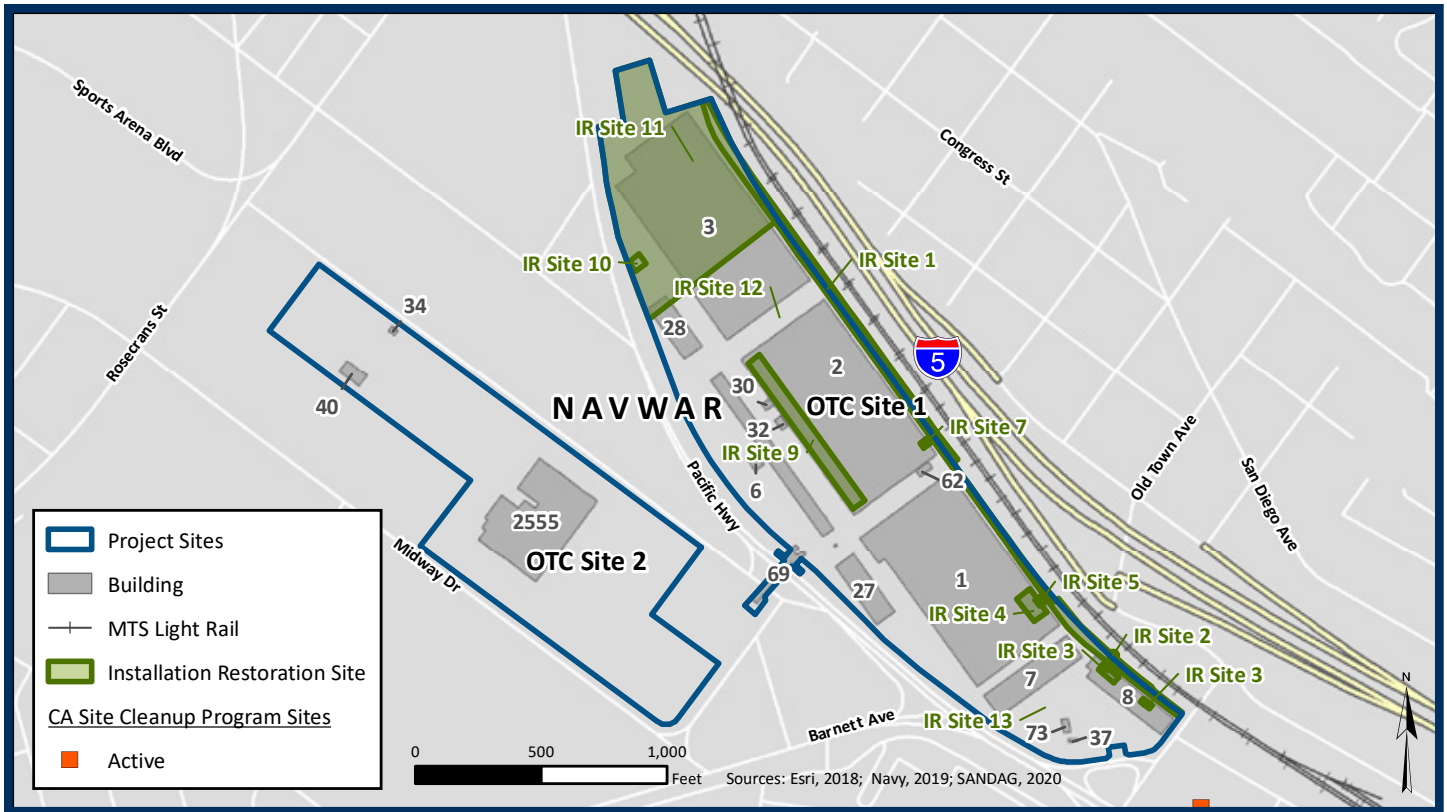 Sports Arena Blvd
Congress St
IR Site 11
3
IR Site 10
IR Site 1
IR Site 12
34
28
Rosecrans St
5
2
40
30
NAVWAR
OTC Site 1
32
IR Site 7
IR Site 9
Old Town Ave
62
6
Pacific Hwy
San Diego Ave
2555
OTC Site 2
Midway Dr
69
27
1
IR Site 5
IR Site 4
IR Site 2
IR Site 3
IR Site 3
7
8
IR Site 13
Barnett Ave
73
37
N
Project Sites
Building
MTS Light Rail
Installation Restoration Site
CA Site Cleanup Program Sites
Active
0 500 1,000
Feet
Sources: Esri, 2018; Navy, 2019; SANDAG, 2020